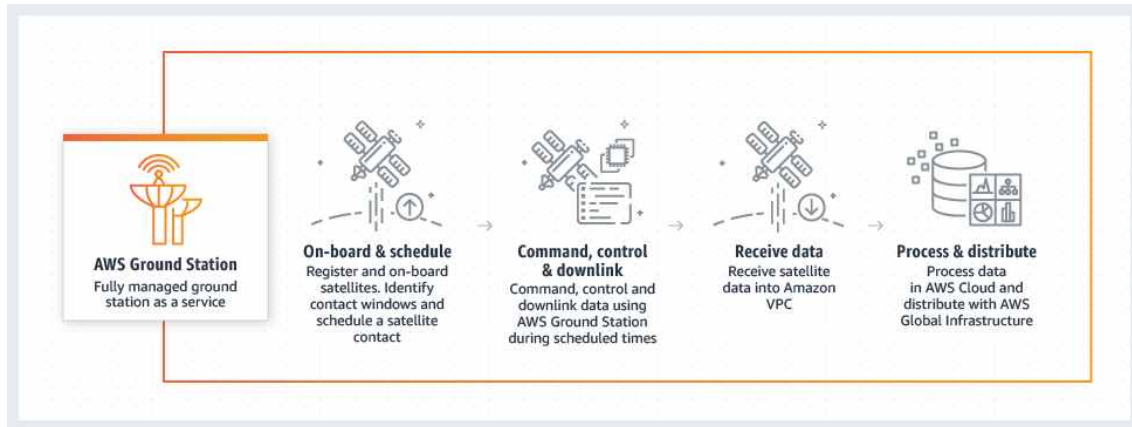 AWS Ground Station
Fully managed ground
station as a service
On-board & schedule
Register and on-board
satellites. Identify
contact windows and
schedule a satellite
contact
Command, control
& downlink
Command, control and
downlink data using
AWS Ground Station
during scheduled times
Receive data
Receive satellite
data into Amazon
VPC
Process & distribute
Process data
in AWS Cloud and
distribute with AWS
Global Infrastructure